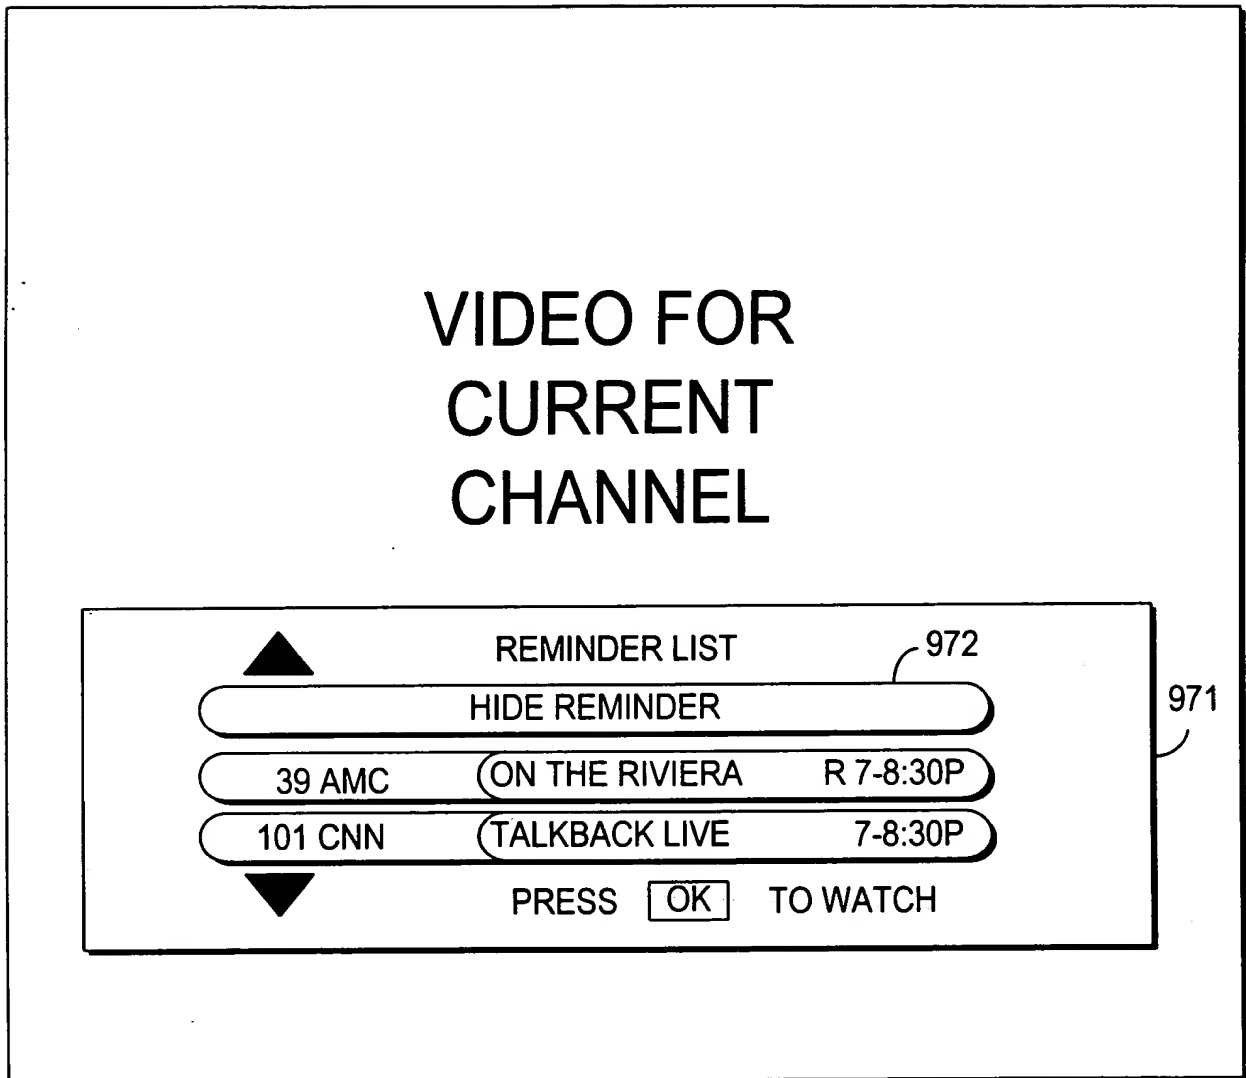 VIDEO FOR
CURRENT
CHANNEL
REMINDER LIST
972
HIDE REMINDER
971
39 AMC ON THE RIVIERA R 7-8:30P
101 CNN TALKBACK LIVE 7-8:30P
PRESS OK TO WATCH